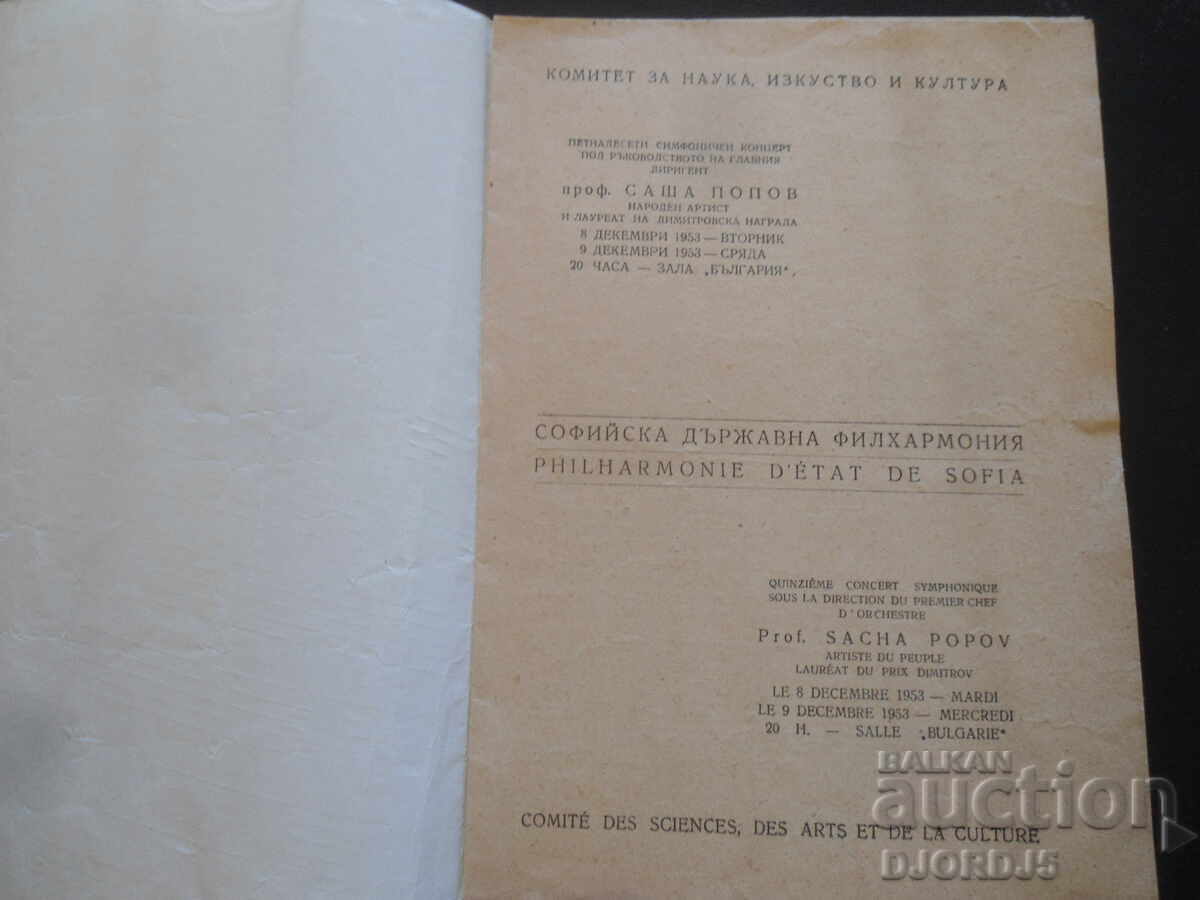 КОМИТЕТ ЗА НАУКА, ИЗКУСТВО И КУЛТУРА
ПЕТНАДЕСЕТИ СИМФОНИЧЕН КОНЦЕРТ
ПОД РЪКОВОДСТВОТО НА ГЛАВНИЯ
ДИРИГЕНТ
проф. САША ПОПОВ
НАРОДЕН АРТИСТ
И ЛАУРЕАТ НА ДИМИТРОВСКА НАГРАДА
8 ДЕКЕМВРИ 1953 — ВТОРНИК
9 ДЕКЕМВРИ 1953 — СРЯДА
20 ЧАСА — ЗАЛА „БЪЛГАРИЯ“
СОФИЙСКА ДЪРЖАВНА ФИЛХАРМОНИЯ
PHILHARMONIE D'ÉTAT DE SOFIA
QUINZIÈME CONCERT SYMPHONIQUE
SOUS LA DIRECTION DU PREMIER CHEF
D'ORCHESTRE
Prof. SACHA POPOV
ARTISTE DU PEUPLE
LAURÉAT DU PRIX DIMITROV
LE 8 DECEMBRE 1953 — MARDI
LE 9 DECEMBRE 1953 — MERCREDI
20 H. — SALLE „BULGARIE“
COMITÉ DES SCIENCES, DES ARTS ET DE LA CULTURE
BALKAN
auction
DJORDJ5